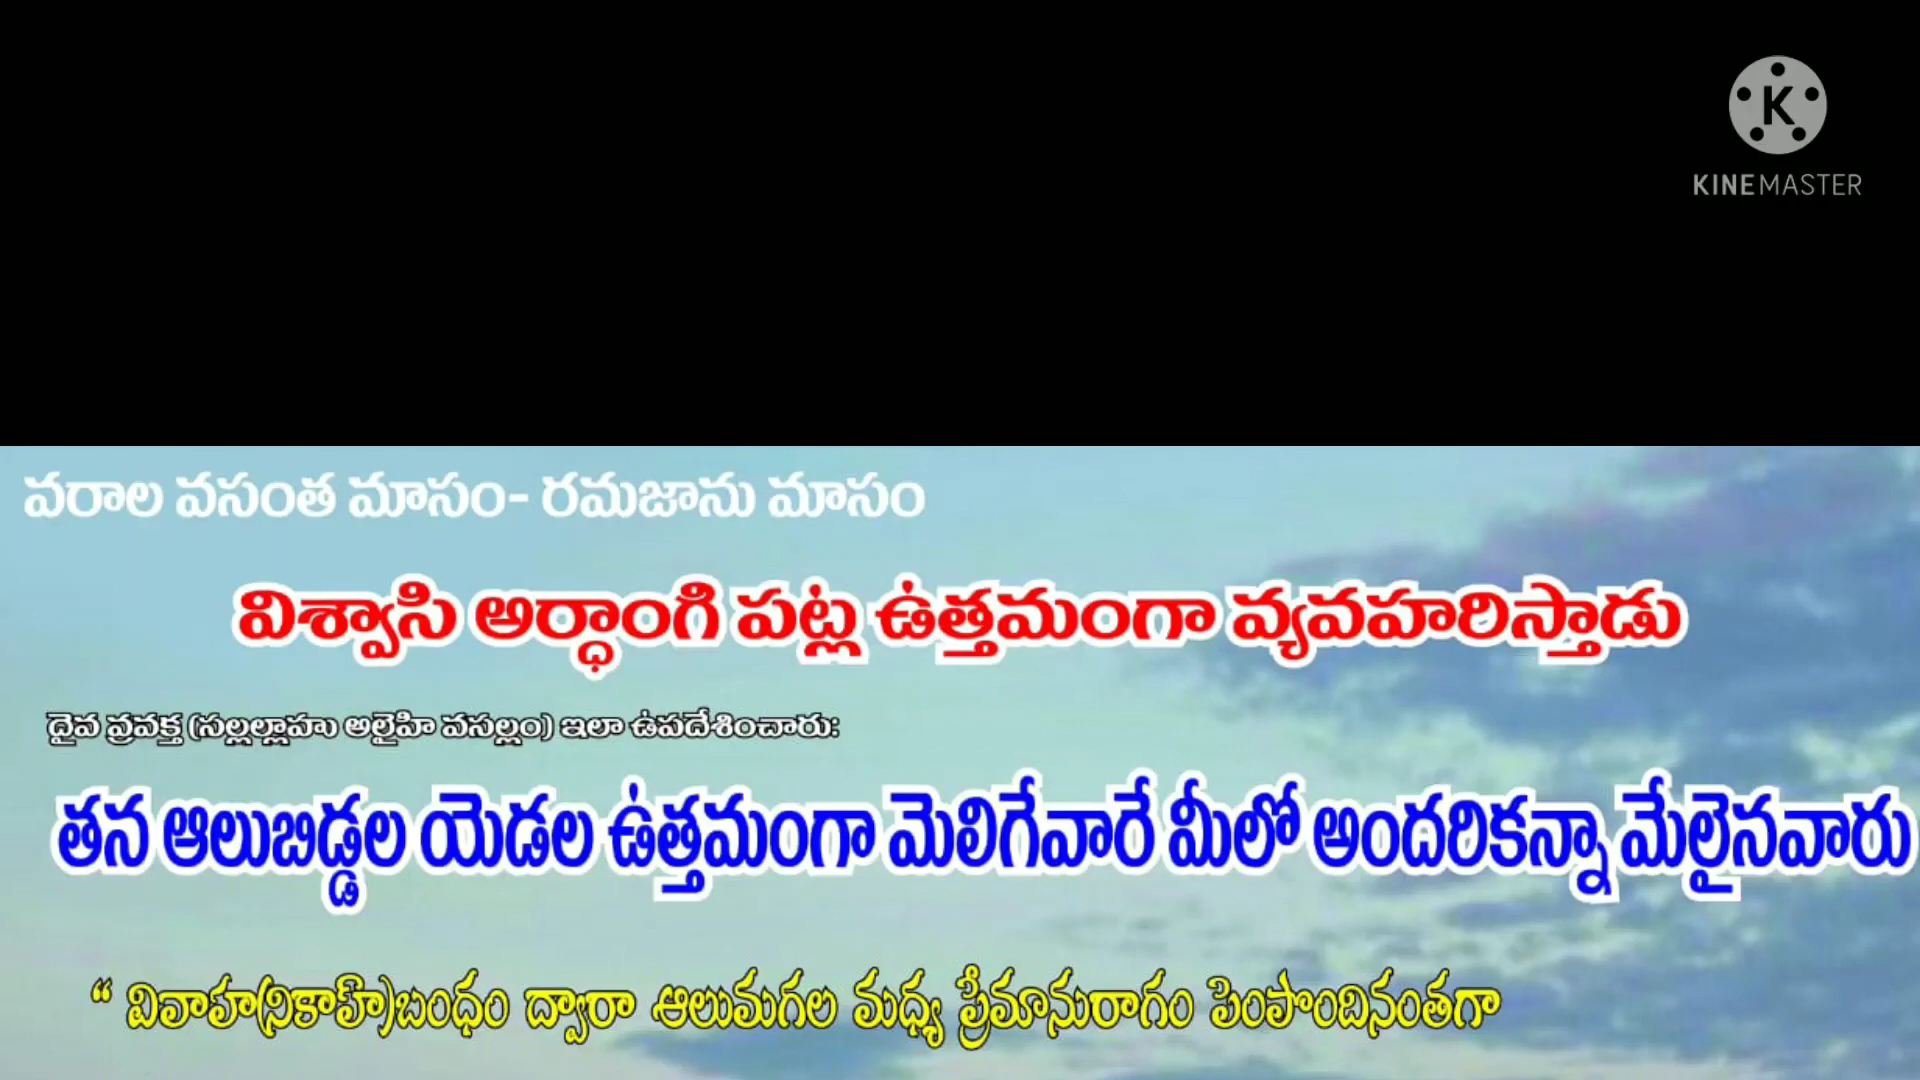 K
KINEMASTER
వరాల వసంత మాసం- రమజాను మాసం
విశ్వాసి అర్ధాంగి పట్ల ఉత్తమంగా వ్యవహరిస్తాడు
దైవ ప్రవక్త (సల్లల్లాహు అలైహి వసల్లం) ఇలా ఉపదేశించారు:
తన ఆలుబిడ్డల యెడల ఉత్తమంగా మెలిగేవారే మీలో అందరికన్నా మేలైనవారు
“ వివాహ(నికాహ్)బంధం ద్వారా ఆలుమగల మధ్య ప్రేమానురాగం పెంపొందినంతగా